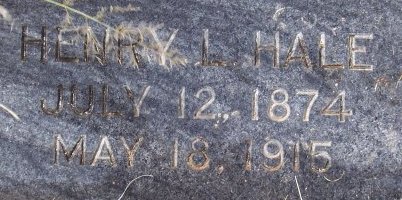 HENRY L. HALE
JULY 12, 1874
MAY 18, 1915